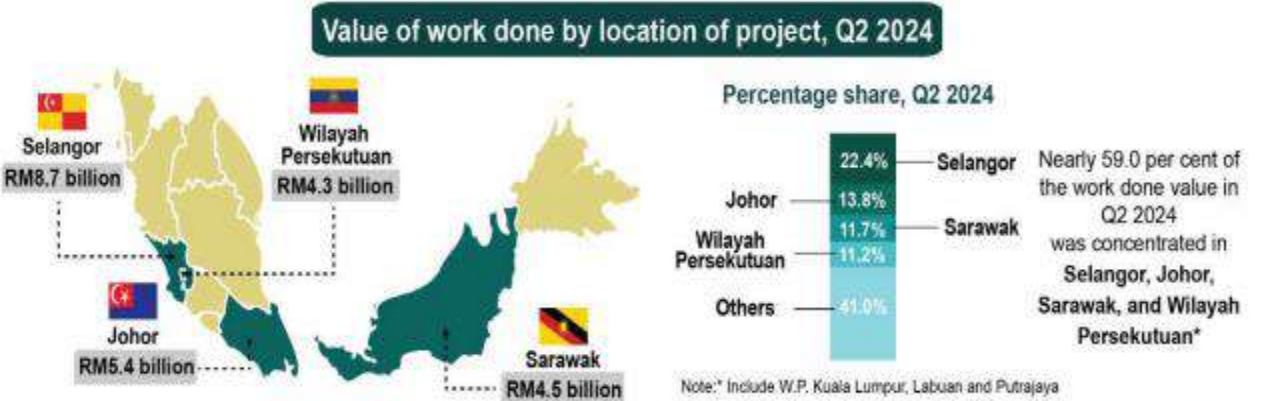 Value of work done by location of project, Q2 2024
Selangor
RM8.7 billion
Wilayah
Persekutuan
RM4.3 billion
Johor
RM5.4 billion
Sarawak
RM4.5 billion
Percentage share, Q2 2024
22.4%
Selangor
Johor
13.8%
11.7%
Sarawak
Wilayah
Persekutuan
11.2%
Others
41.0%
Nearly 59.0 per cent of
the work done value in
Q2 2024
was concentrated in
Selangor, Johor,
Sarawak, and Wilayah
Persekutuan*
Note:* Include W.P. Kuala Lumpur, Labuan and Putrajaya